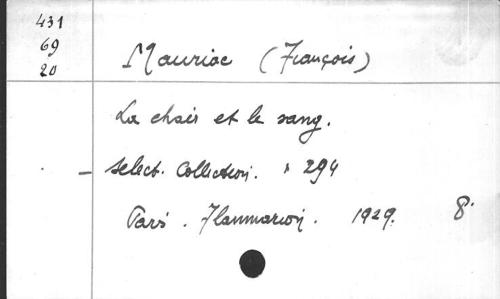 431
69
20
Mauriac (François)
La chair et le sang.
- Select. Collection. 294
Paris. Flammarion. 1929. 8°